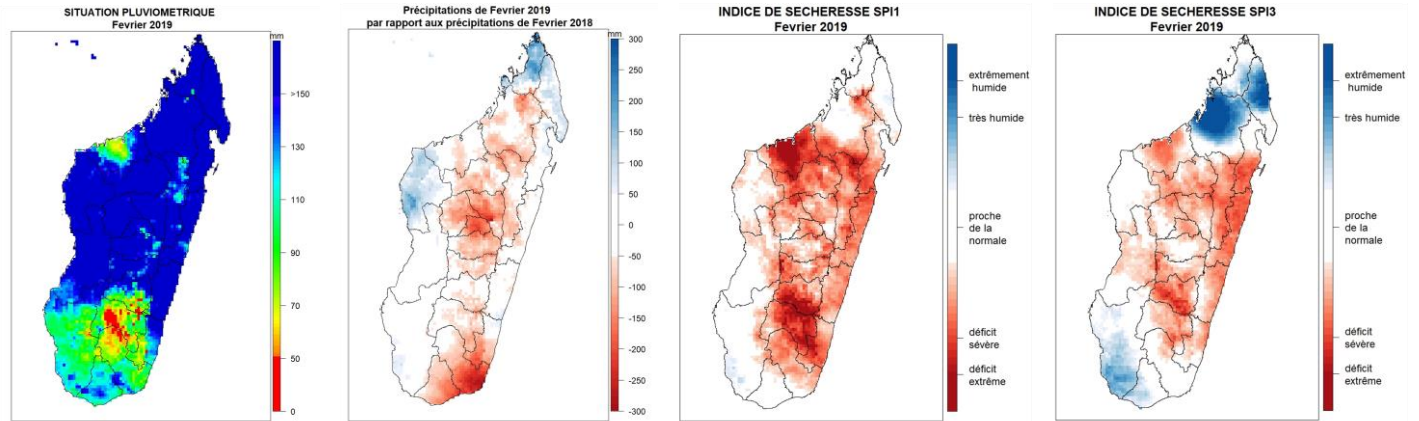 SITUATION PLUVIOMETRIQUE
Fevrier 2019
mm
>150
130
110
90
70
50
0
Précipitations de Fevrier 2019
par rapport aux précipitations de Fevrier 2018
mm
300
250
200
150
100
50
0
-50
-100
-150
-200
-250
-300
INDICE DE SECHERESSE SPI1
Fevrier 2019
extrêmement
humide
très humide
proche
de la
normale
déficit
sévère
déficit
extrême
INDICE DE SECHERESSE SPI3
Fevrier 2019
extrêmement
humide
très humide
proche
de la
normale
déficit
sévère
déficit
extrême